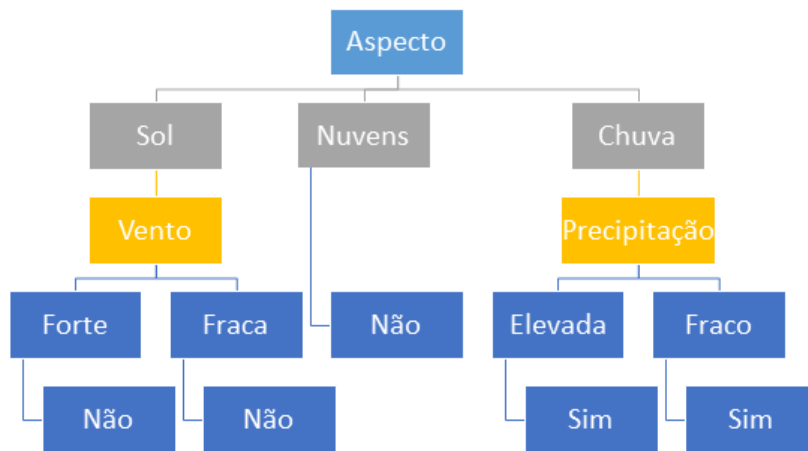 Aspecto
Sol
Nuvens
Chuva
Vento
Precipitação
Forte
Fraca
Não
Elevada
Fraco
Não
Não
Sim
Sim